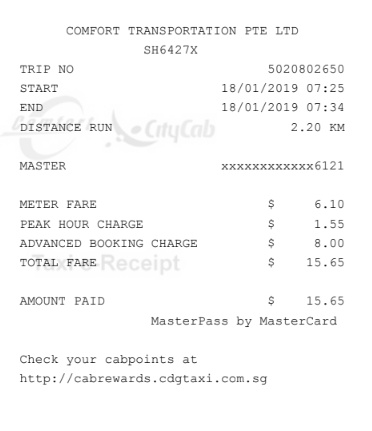 COMFORT TRANSPORTATION PTE LTD
SH6427X
TRIP NO 5020802650
START 18/01/2019 07:25
END 18/01/2019 07:34
Comfort CityCab
DISTANCE RUN 2.20 KM
MASTER xxxxxxxxxxxx6121
METER FARE $ 6.10
PEAK HOUR CHARGE $ 1.55
ADVANCED BOOKING CHARGE $ 8.00
TOTAL FARE $ 15.65
Taxi e-Receipt
AMOUNT PAID $ 15.65
MasterPass by MasterCard
Check your cabpoints at
http://cabrewards.cdgtaxi.com.sg